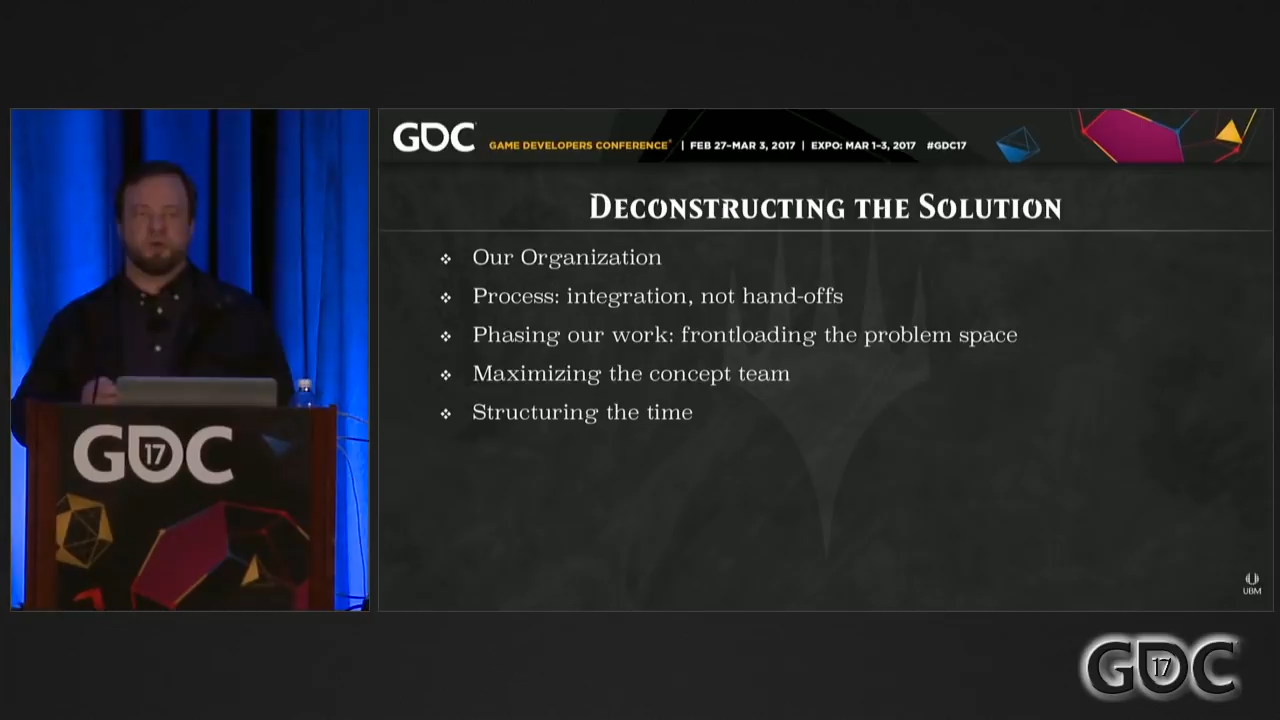 GDC
GAME DEVELOPERS CONFERENCE® | FEB 27–MAR 3, 2017 | EXPO: MAR 1–3, 2017 #GDC17
DECONSTRUCTING THE SOLUTION
❖ Our Organization
❖ Process: integration, not hand-offs
❖ Phasing our work: frontloading the problem space
❖ Maximizing the concept team
❖ Structuring the time
UBM
GDC
17
GDC
17